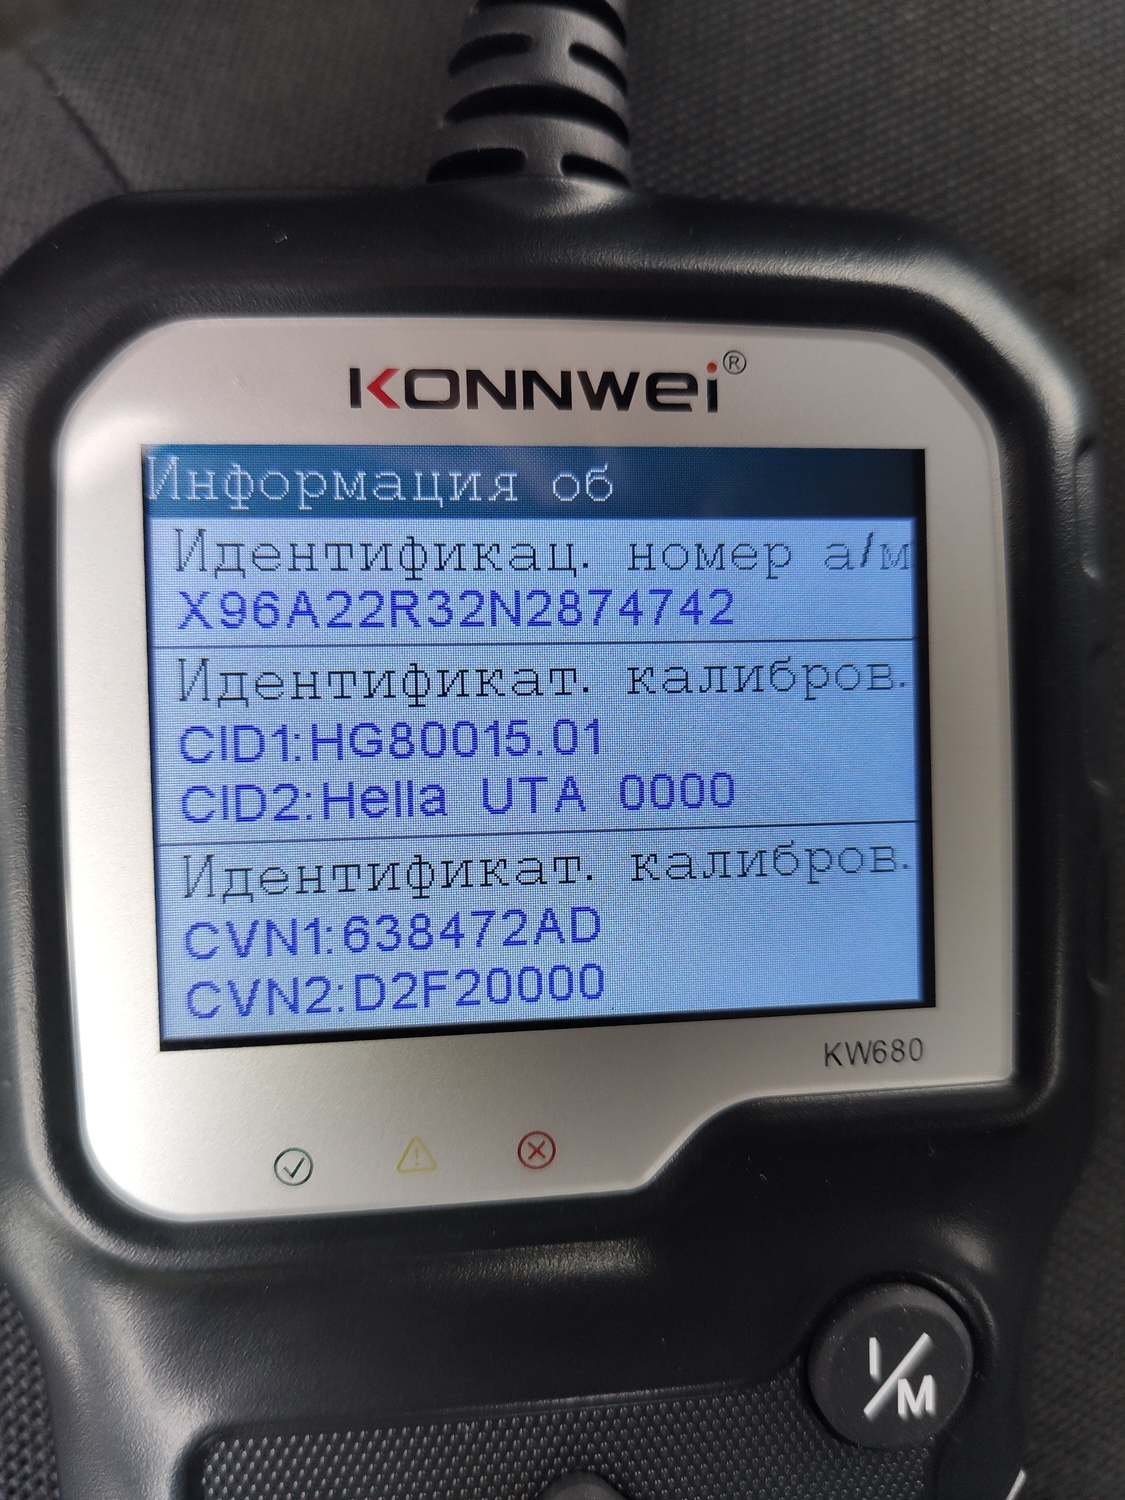 KONNWEI®
Информация об
Идентификац. номер а/м
X96A22R32N2874742
Идентификат. калибров.
CID1:HG80015.01
CID2:Hella UTA 0000
Идентификат. калибров.
CVN1:638472AD
CVN2:D2F20000
KW680
I/M